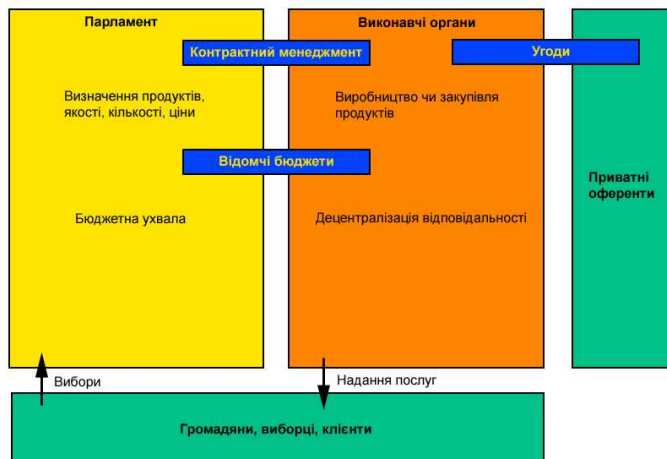 Парламент
Виконавчі органи
Контрактний менеджмент
Угоди
Визначення продуктів,
якості, кількості, ціни
Виробництво чи закупівля
продуктів
Відомчі бюджети
Приватні
оференти
Бюджетна ухвала
Децентралізація відповідальності
Вибори
Надання послуг
Громадяни, виборці, клієнти